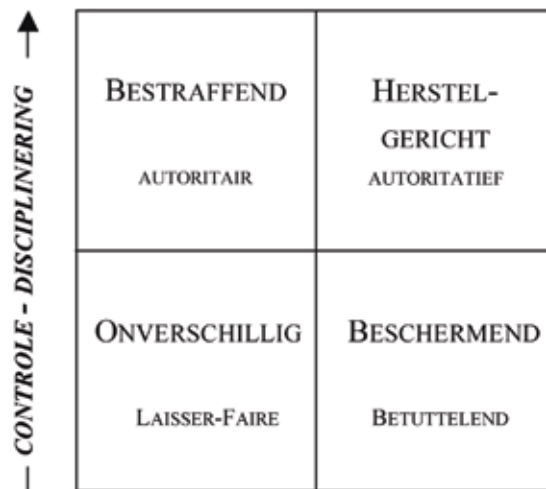 CONTROLE - DISCIPLINERING
BESTRAFFEND
AUTORITAIR
HERSTEL-
GERICHT
AUTORITATIEF
ONVERSCHILLIG
LAISSER-FAIRE
BESCHERMEND
BETUTTELEND